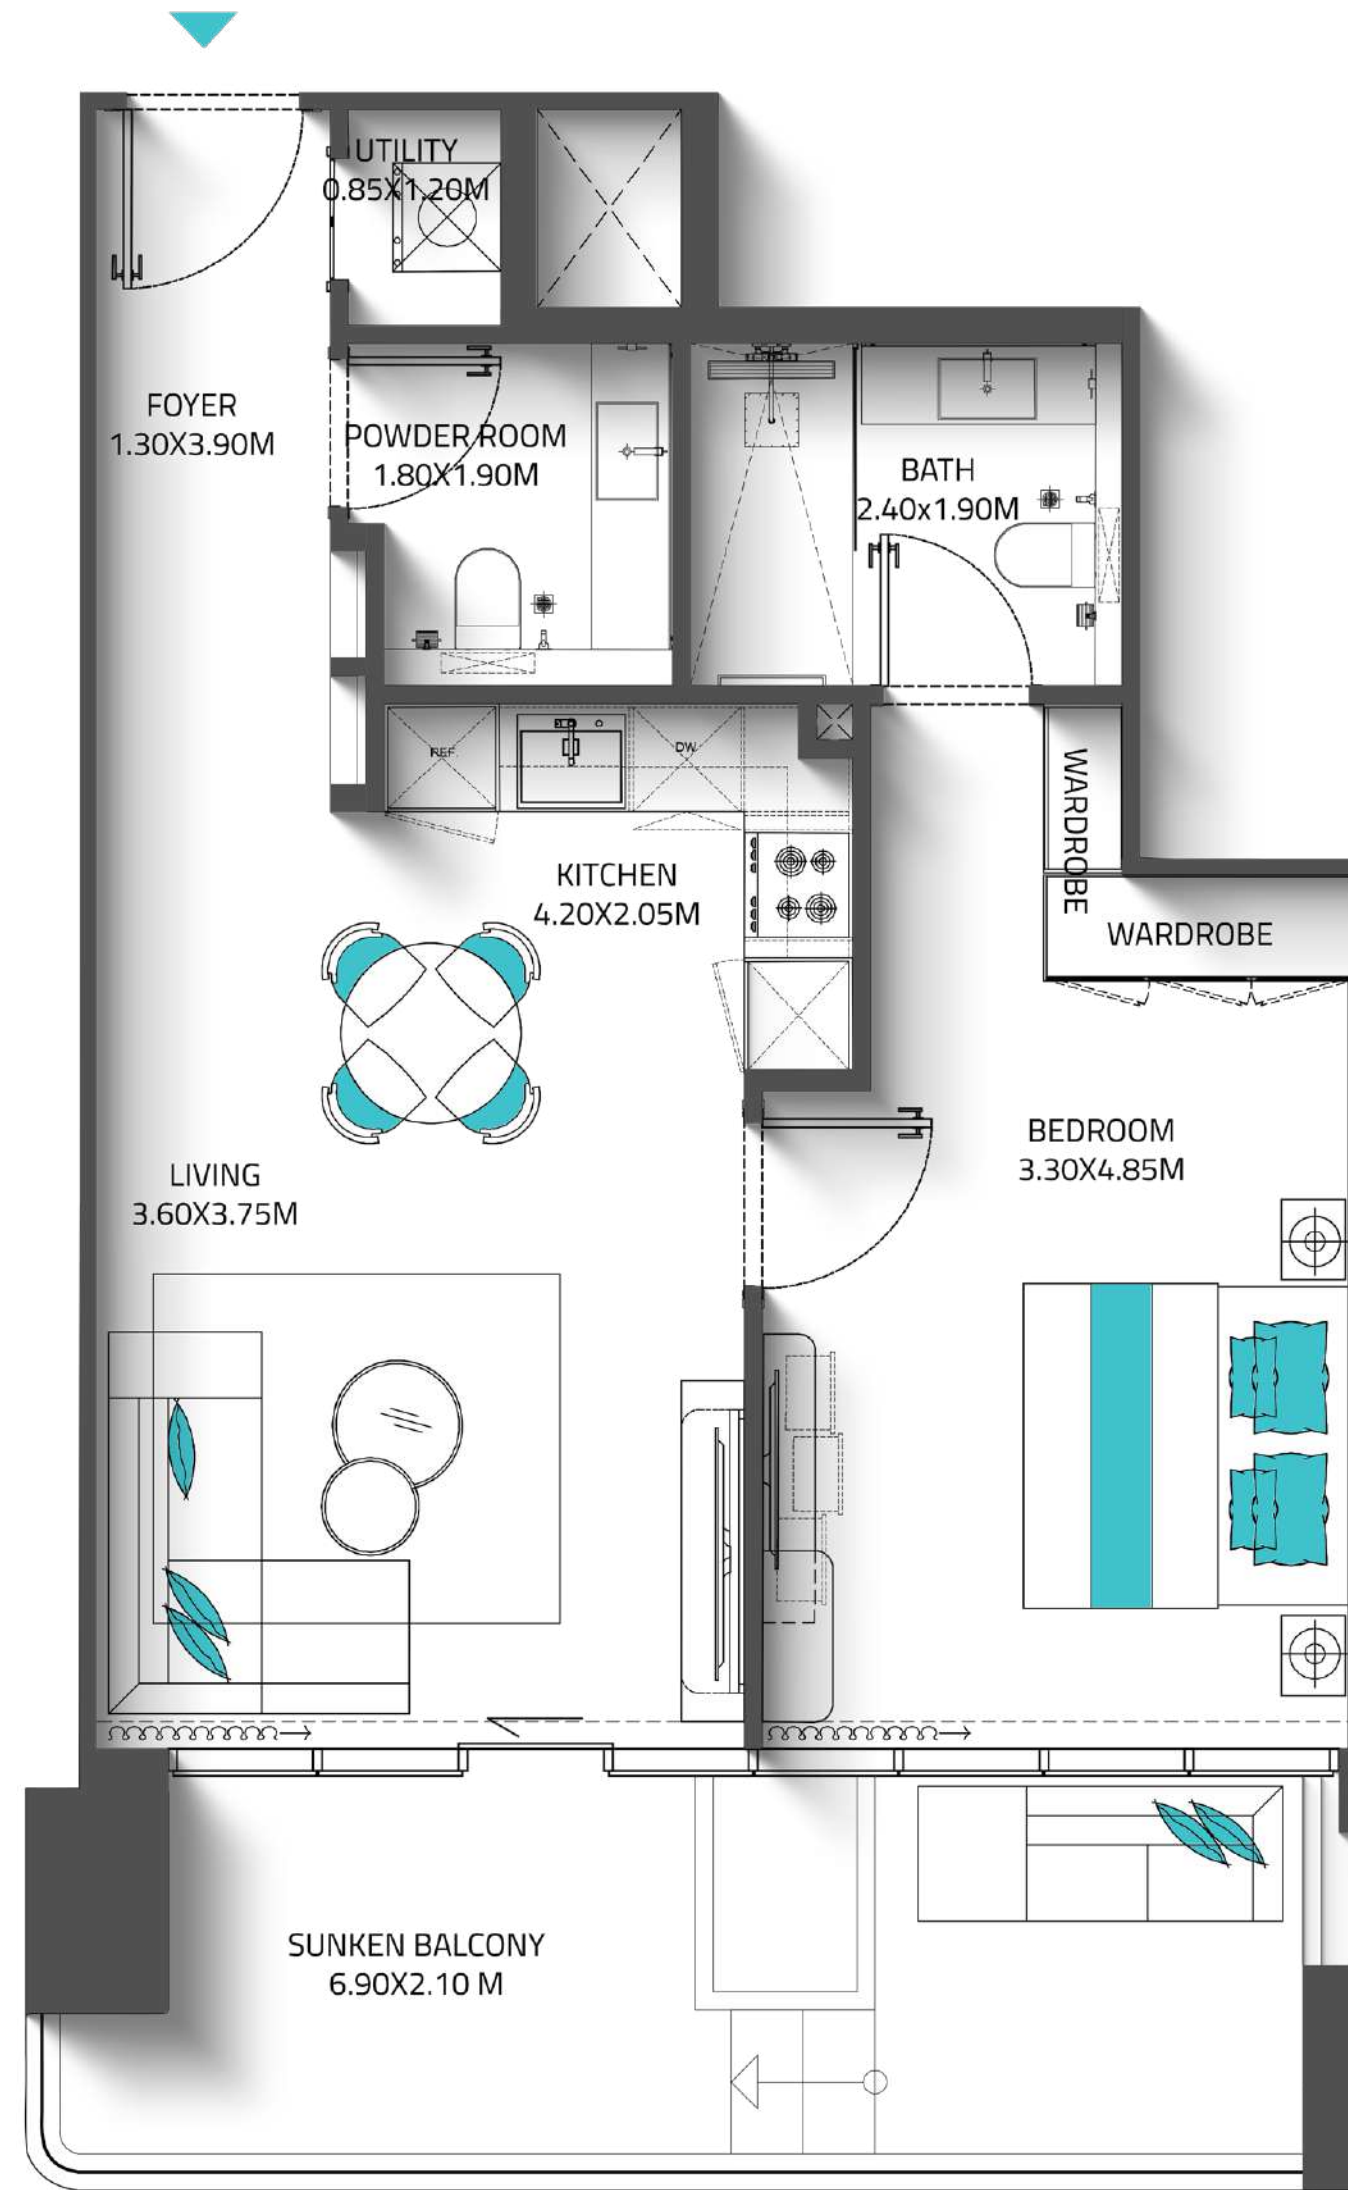 UTILITY
0.85X1.20M
FOYER
1.30X3.90M
POWDER ROOM
1.80X1.90M
BATH
2.40x1.90M
REF.
DW
WARDROBE
KITCHEN
4.20X2.05M
WARDROBE
BEDROOM
3.30X4.85M
LIVING
3.60X3.75M
SUNKEN BALCONY
6.90X2.10 M